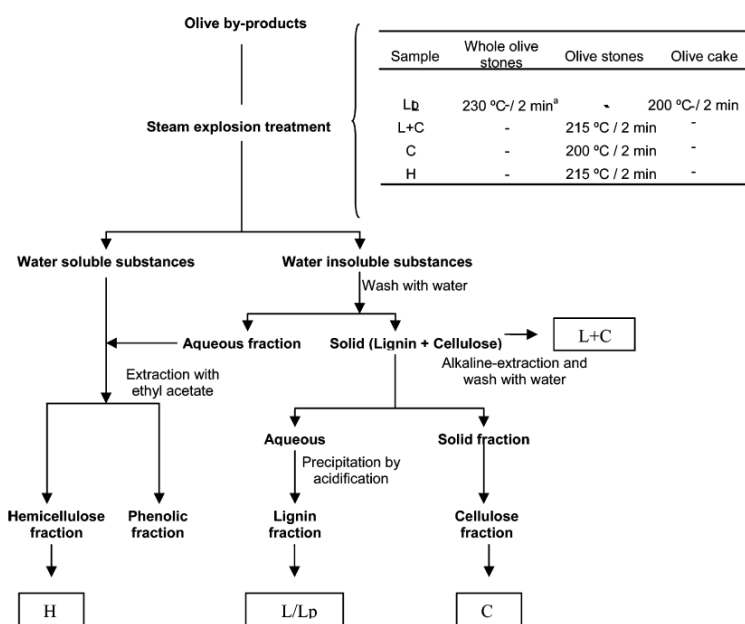 Olive by-products
Sample Whole olive stones Olive stones Olive cake
230 ºC-/ 2 minª - 200 ºC-/ 2 min
L+C - 215 ºC / 2 min -
C - 200 ºC / 2 min -
H - 215 ºC / 2 min -
Steam explosion treatment
Water soluble substances
Water insoluble substances
Wash with water
Aqueous fraction
Solid (Lignin + Cellulose)
L+C
Alkaline-extraction and
wash with water
Extraction with
ethyl acetate
Aqueous
Solid fraction
Precipitation by
acidification
Hemicellulose
fraction
Phenolic
fraction
Lignin
fraction
Cellulose
fraction
H
L/Lp
C